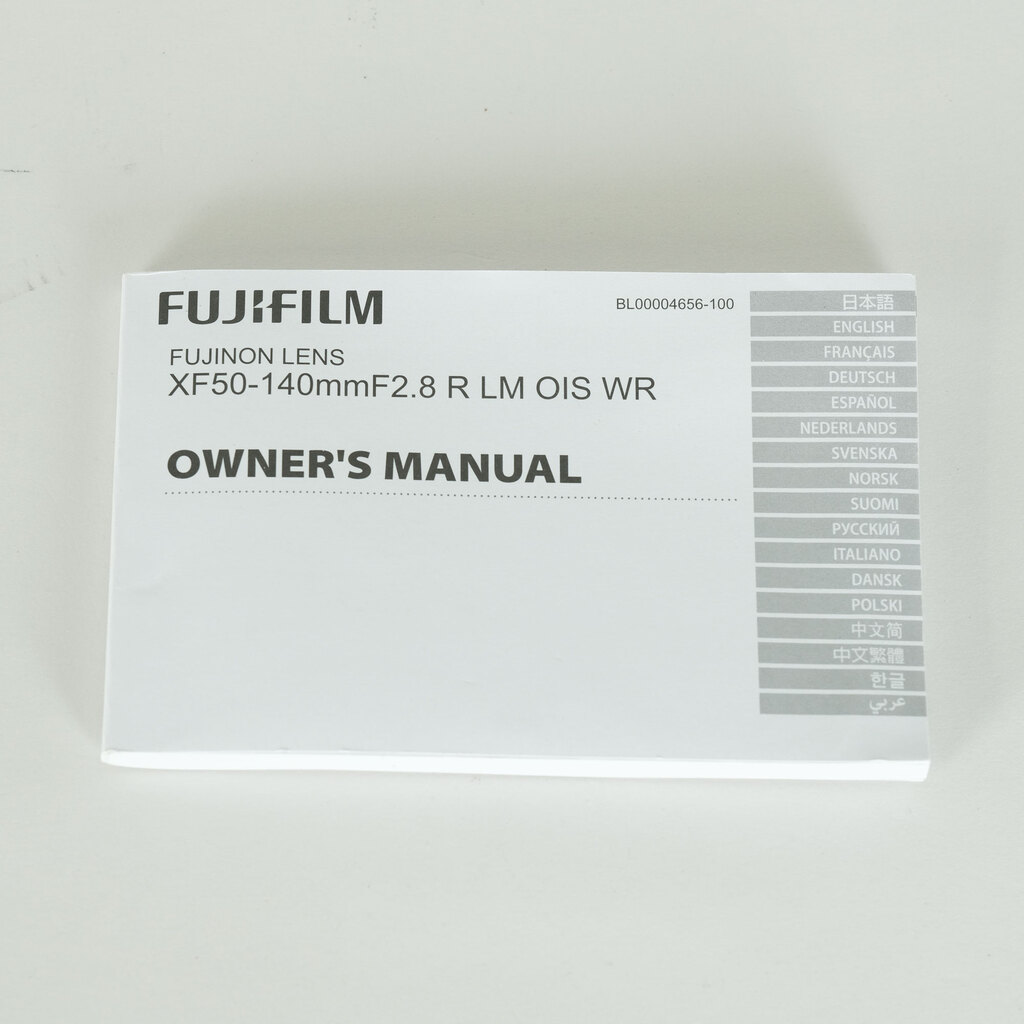 FUJIFILM
BL00004656-100
FUJINON LENS
XF50-140mmF2.8 R LM OIS WR
OWNER'S MANUAL
日本語
ENGLISH
FRANÇAIS
DEUTSCH
ESPAÑOL
NEDERLANDS
SVENSKA
NORSK
SUOMI
РУССКИЙ
ITALIANO
DANSK
POLSKI
中文简
中文繁體
한글
عربي